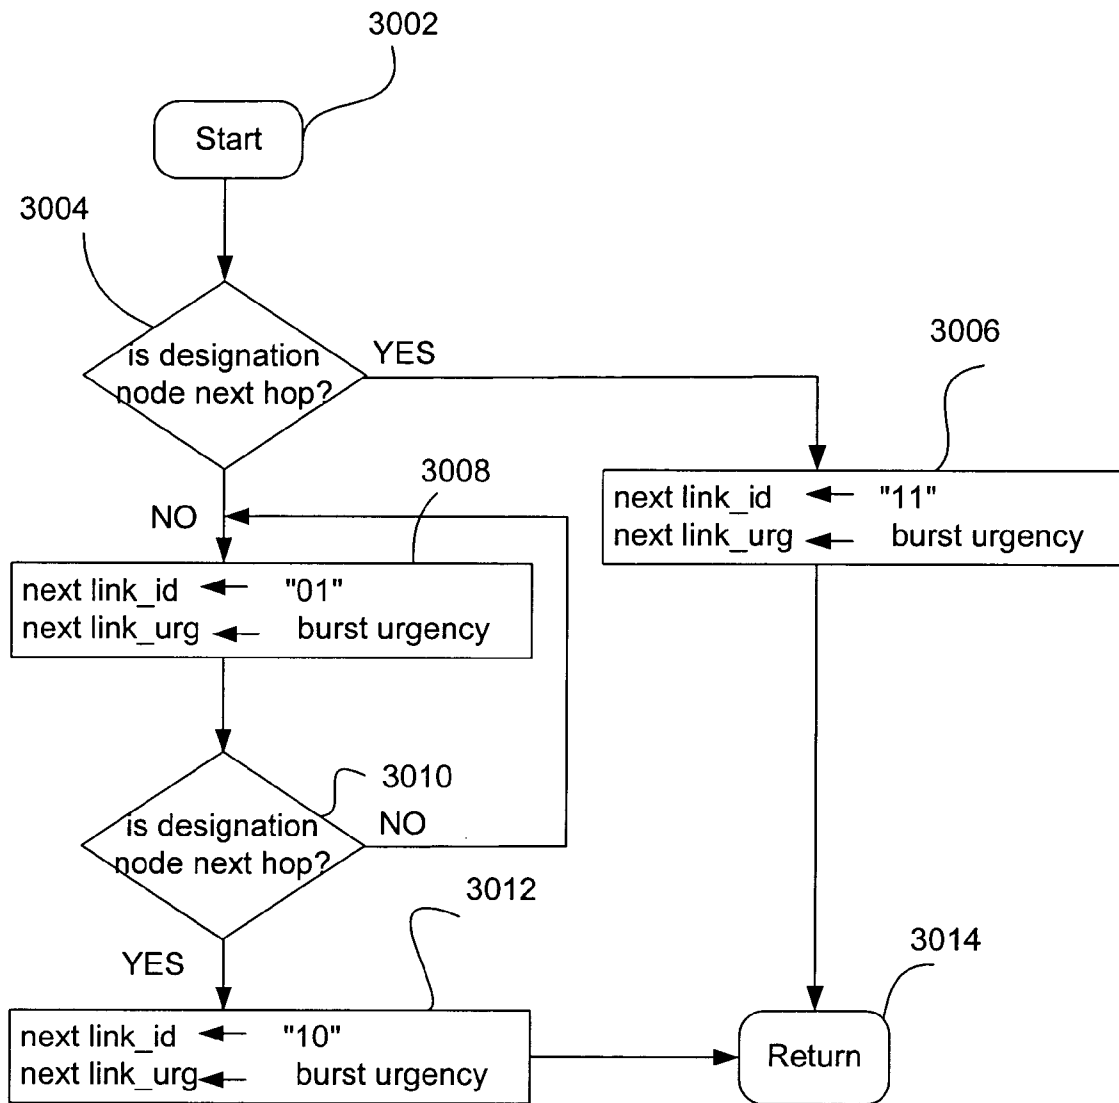 3002
Start
3004
is designation
node next hop?
YES
3006
NO
3008
next link_id ← "11"
next link_urg ← burst urgency
next link_id ← "01"
next link_urg ← burst urgency
3010
is designation
node next hop?
NO
3012
YES
3014
next link_id ← "10"
next link_urg ← burst urgency
Return